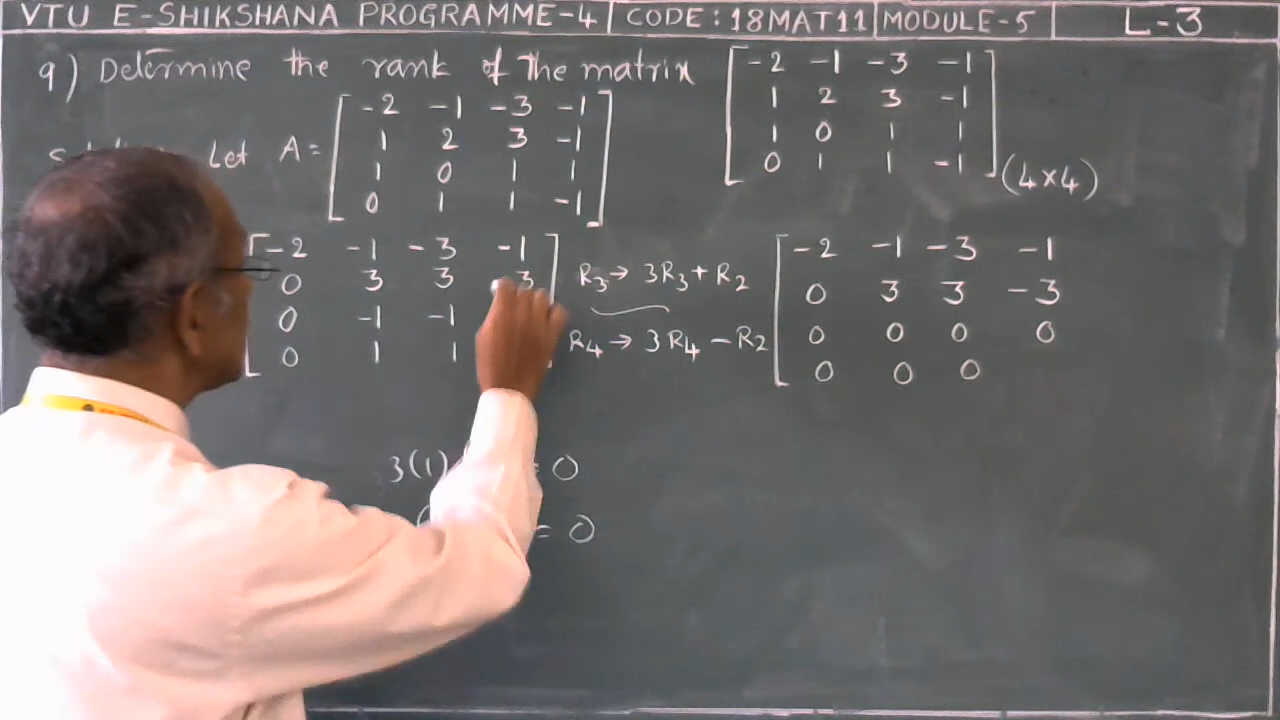 VTU E-SHIKSHANA PROGRAMME-4 CODE: 18MAT11 MODULE-5 L-3
9) Determine the rank of the matrix
-2 -1 -3 -1
1 2 3 -1
1 0 1 1
0 1 1 -1
(4×4)
Let A=
-2 -1 -3 -1
1 2 3 -1
1 0 1 1
0 1 1 -1
-2 -1 -3 -1
0 3 3 3
0 -1 -1
0 1 1
R3→ 3R3+R2
R4→ 3R4-R2
-2 -1 -3 -1
0 3 3 -3
0 0 0 0
0 0 0
3(1) = 0
= 0